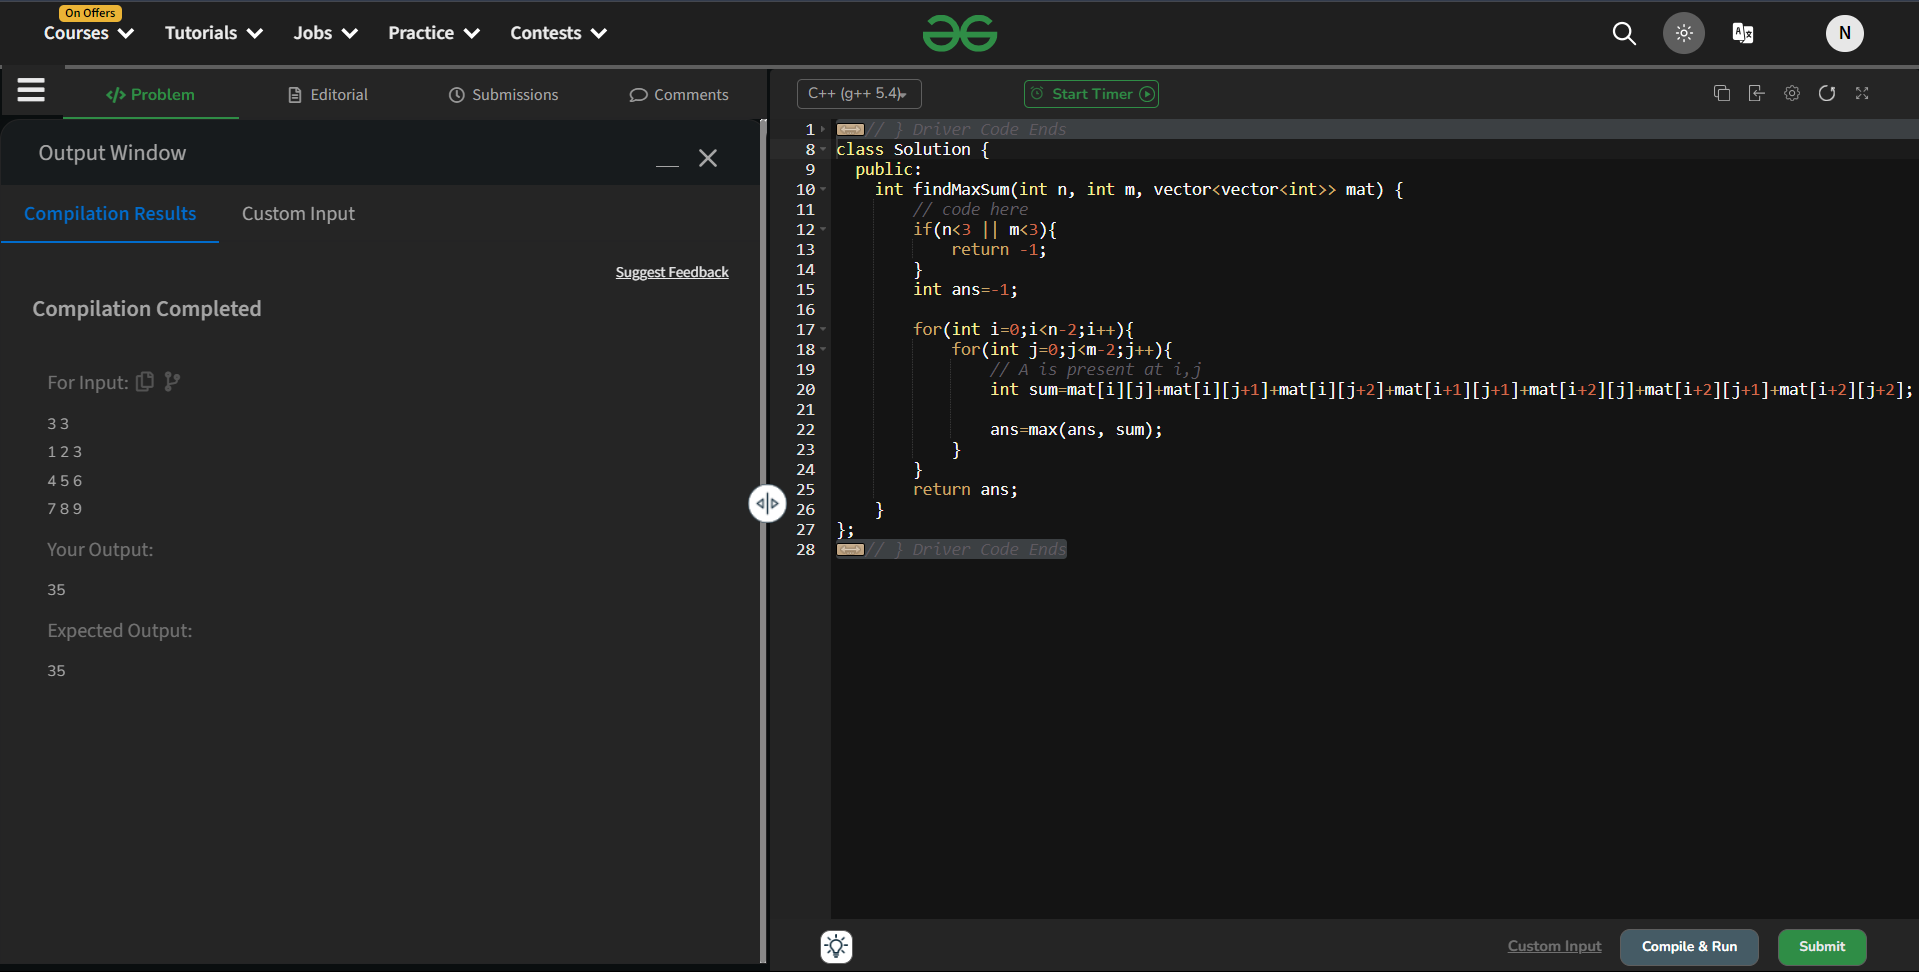 On Offers
Courses Tutorials Jobs Practice Contests
N
Problem Editorial Submissions Comments
C++ (g++ 5.4)
Start Timer
Output Window
Compilation Results Custom Input
Suggest Feedback
Compilation Completed
For Input:
3 3
1 2 3
4 5 6
7 8 9
Your Output:
35
Expected Output:
35
1 // } Driver Code Ends
8 class Solution {
9   public:
10     int findMaxSum(int n, int m, vector<vector<int>> mat) {
11         // code here
12         if(n<3 || m<3){
13             return -1;
14         }
15         int ans=-1;
16
17         for(int i=0;i<n-2;i++){
18             for(int j=0;j<m-2;j++){
19                 // A is present at i,j
20                 int sum=mat[i][j]+mat[i][j+1]+mat[i][j+2]+mat[i+1][j+1]+mat[i+2][j]+mat[i+2][j+1]+mat[i+2][j+2];
21
22                 ans=max(ans, sum);
23             }
24         }
25         return ans;
26     }
27 };
28 // } Driver Code Ends
Custom Input
Compile & Run
Submit